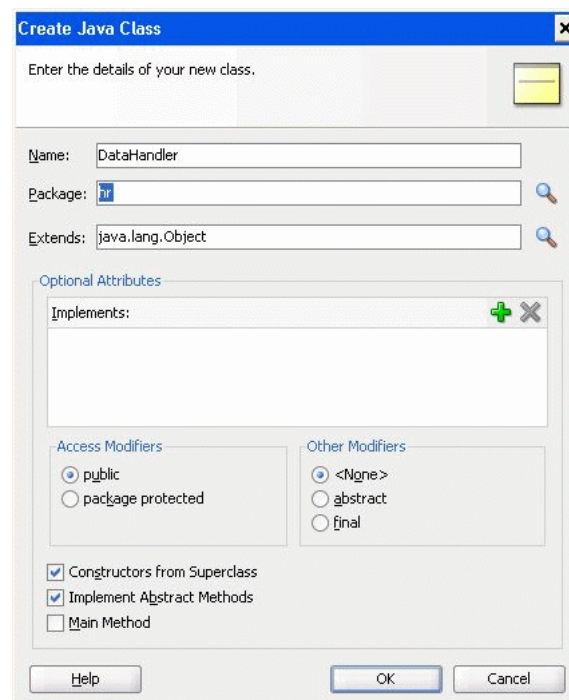 Create Java Class
Enter the details of your new class.
Name: DataHandler
Package: hr
Extends: java.lang.Object
Optional Attributes
Implements:
Access Modifiers
public
package protected
Other Modifiers
<None>
abstract
final
Constructors from Superclass
Implement Abstract Methods
Main Method
Help
OK
Cancel